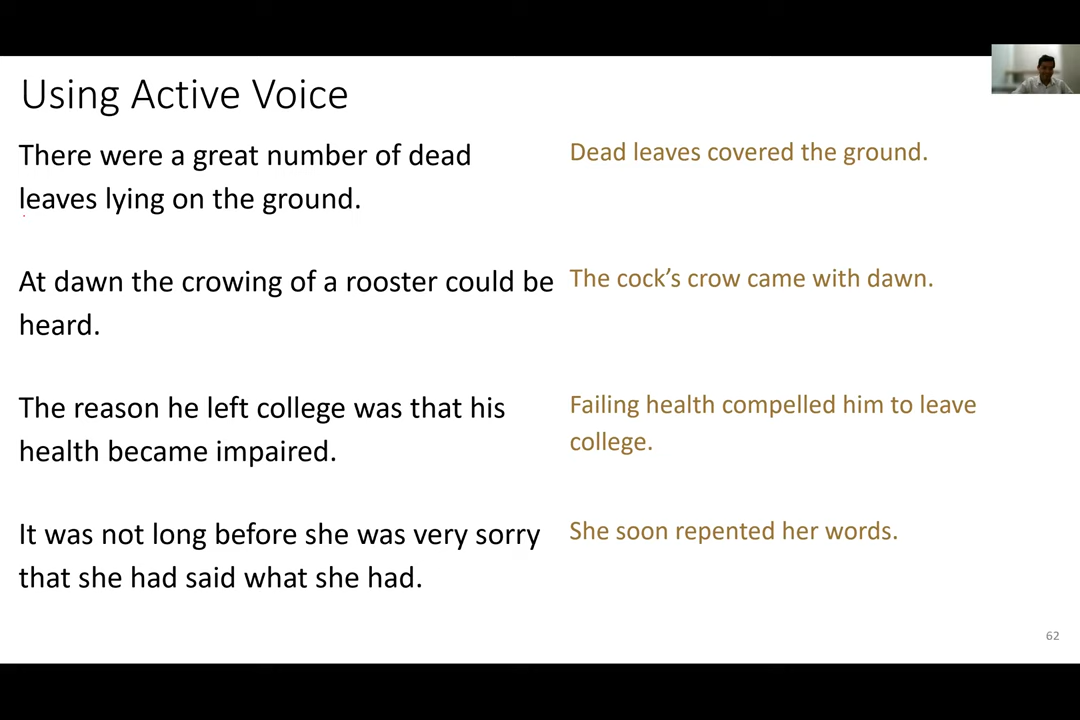 Using Active Voice
There were a great number of dead
leaves lying on the ground.
Dead leaves covered the ground.
At dawn the crowing of a rooster could be
heard.
The cock’s crow came with dawn.
The reason he left college was that his
health became impaired.
Failing health compelled him to leave
college.
It was not long before she was very sorry
that she had said what she had.
She soon repented her words.
62